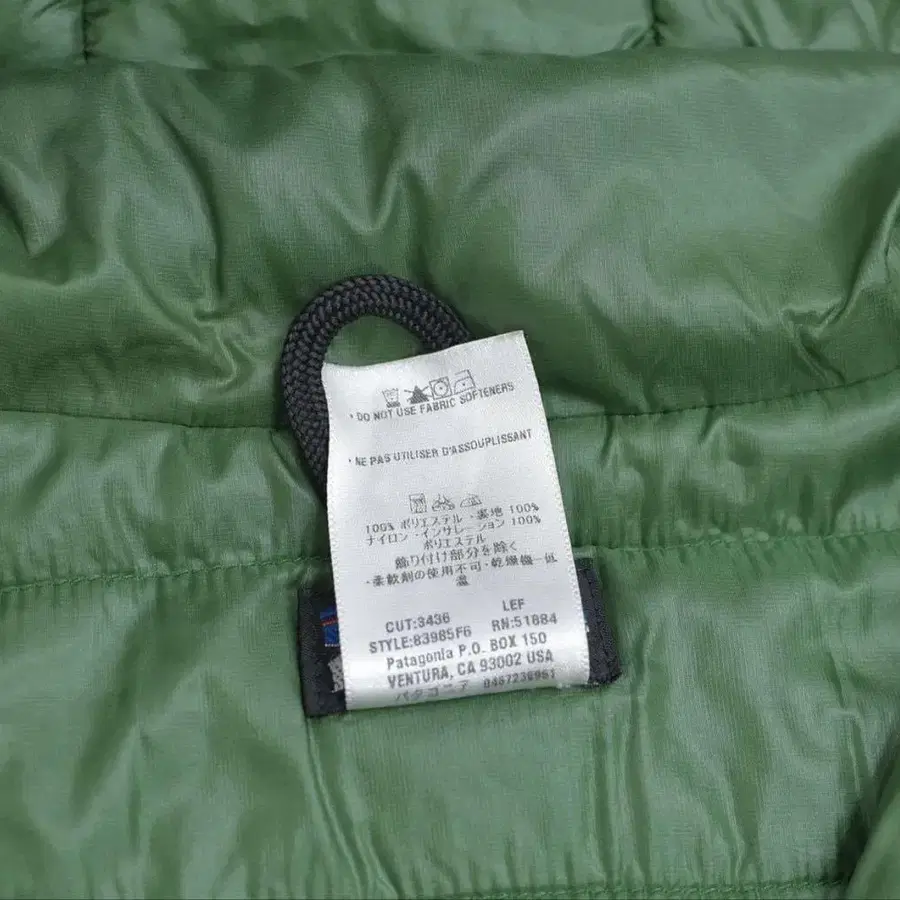 · DO NOT USE FABRIC SOFTENERS
· NE PAS UTILISER D'ASSOUPLISSANT
100% ポリエステル ・裏地 100%
ナイロン ・インサレーション 100%
ポリエステル
飾り付け部分を除く
・柔軟剤の使用不可・乾燥機－低
温
CUT:3436 LEF
STYLE:83985F6 RN:51884
Patagonia P.O. BOX 150
VENTURA, CA 93002 USA
パタゴニア 0467236961